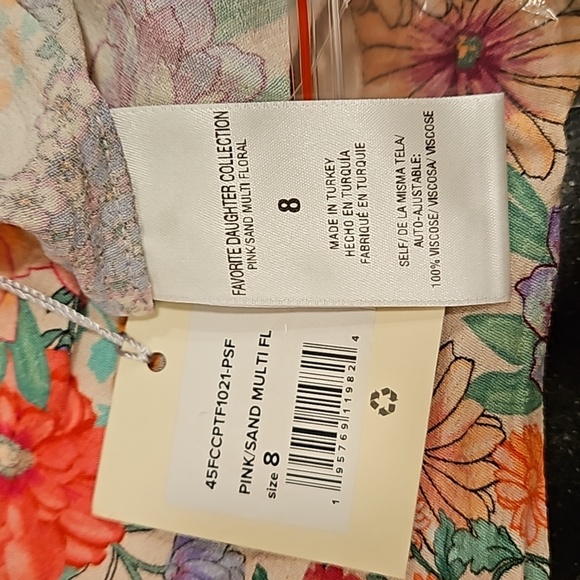 FAVORITE DAUGHTER COLLECTION
PINK/SAND MULTI FLORAL
8
MADE IN TURKEY
HECHO EN TURQUÍA
FABRIQUÉ EN TURQUIE
SELF/DE LA MISMA TELA/
AUTO-AJUSTABLE:
100% VISCOSE/ VISCOSA/ VISCOSE
45FCCPTF1021-PSF
PINK/SAND MULTI FL
size 8
1 95769 11982 4